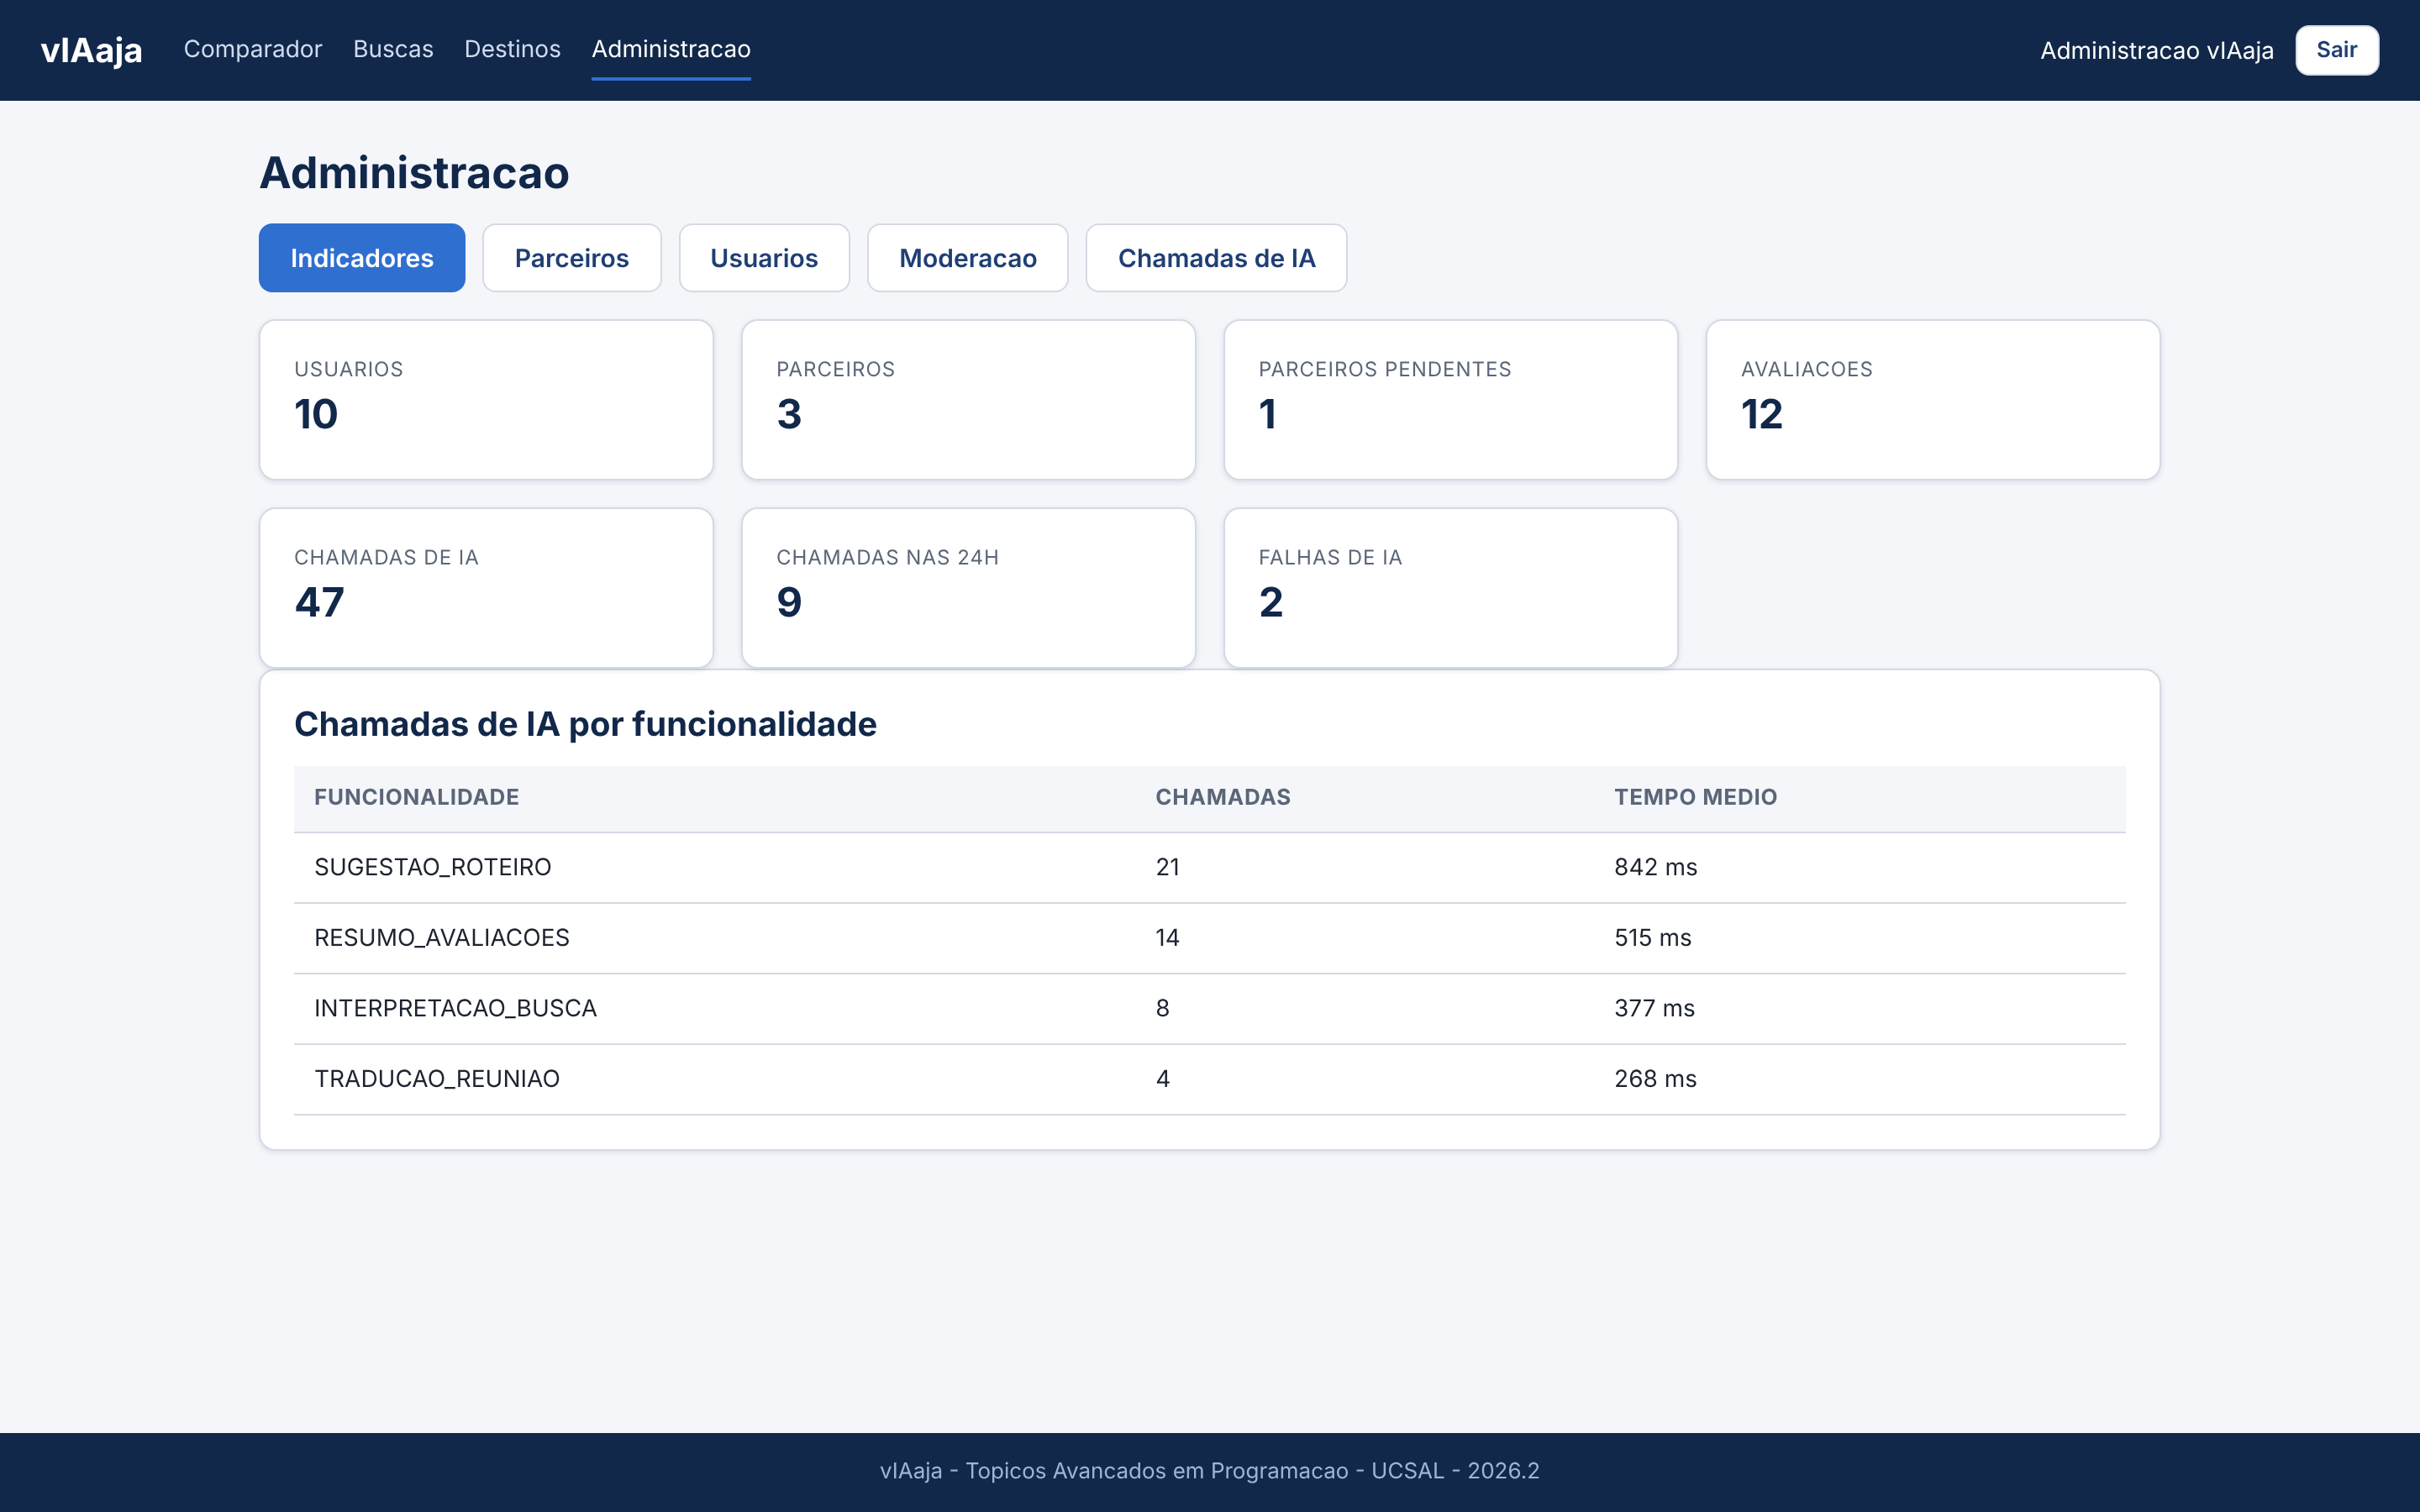 vIAaja Comparador Buscas Destinos Administracao Administracao vIAaja Sair
Administracao
Indicadores Parceiros Usuarios Moderacao Chamadas de IA
USUARIOS PARCEIROS PARCEIROS PENDENTES AVALIACOES
10 3 1 12
CHAMADAS DE IA CHAMADAS NAS 24H FALHAS DE IA
47 9 2
Chamadas de IA por funcionalidade
FUNCIONALIDADE CHAMADAS TEMPO MEDIO
SUGESTAO_ROTEIRO 21 842 ms
RESUMO_AVALIACOES 14 515 ms
INTERPRETACAO_BUSCA 8 377 ms
TRADUCAO_REUNIAO 4 268 ms
vIAaja - Topicos Avancados em Programacao - UCSAL - 2026.2